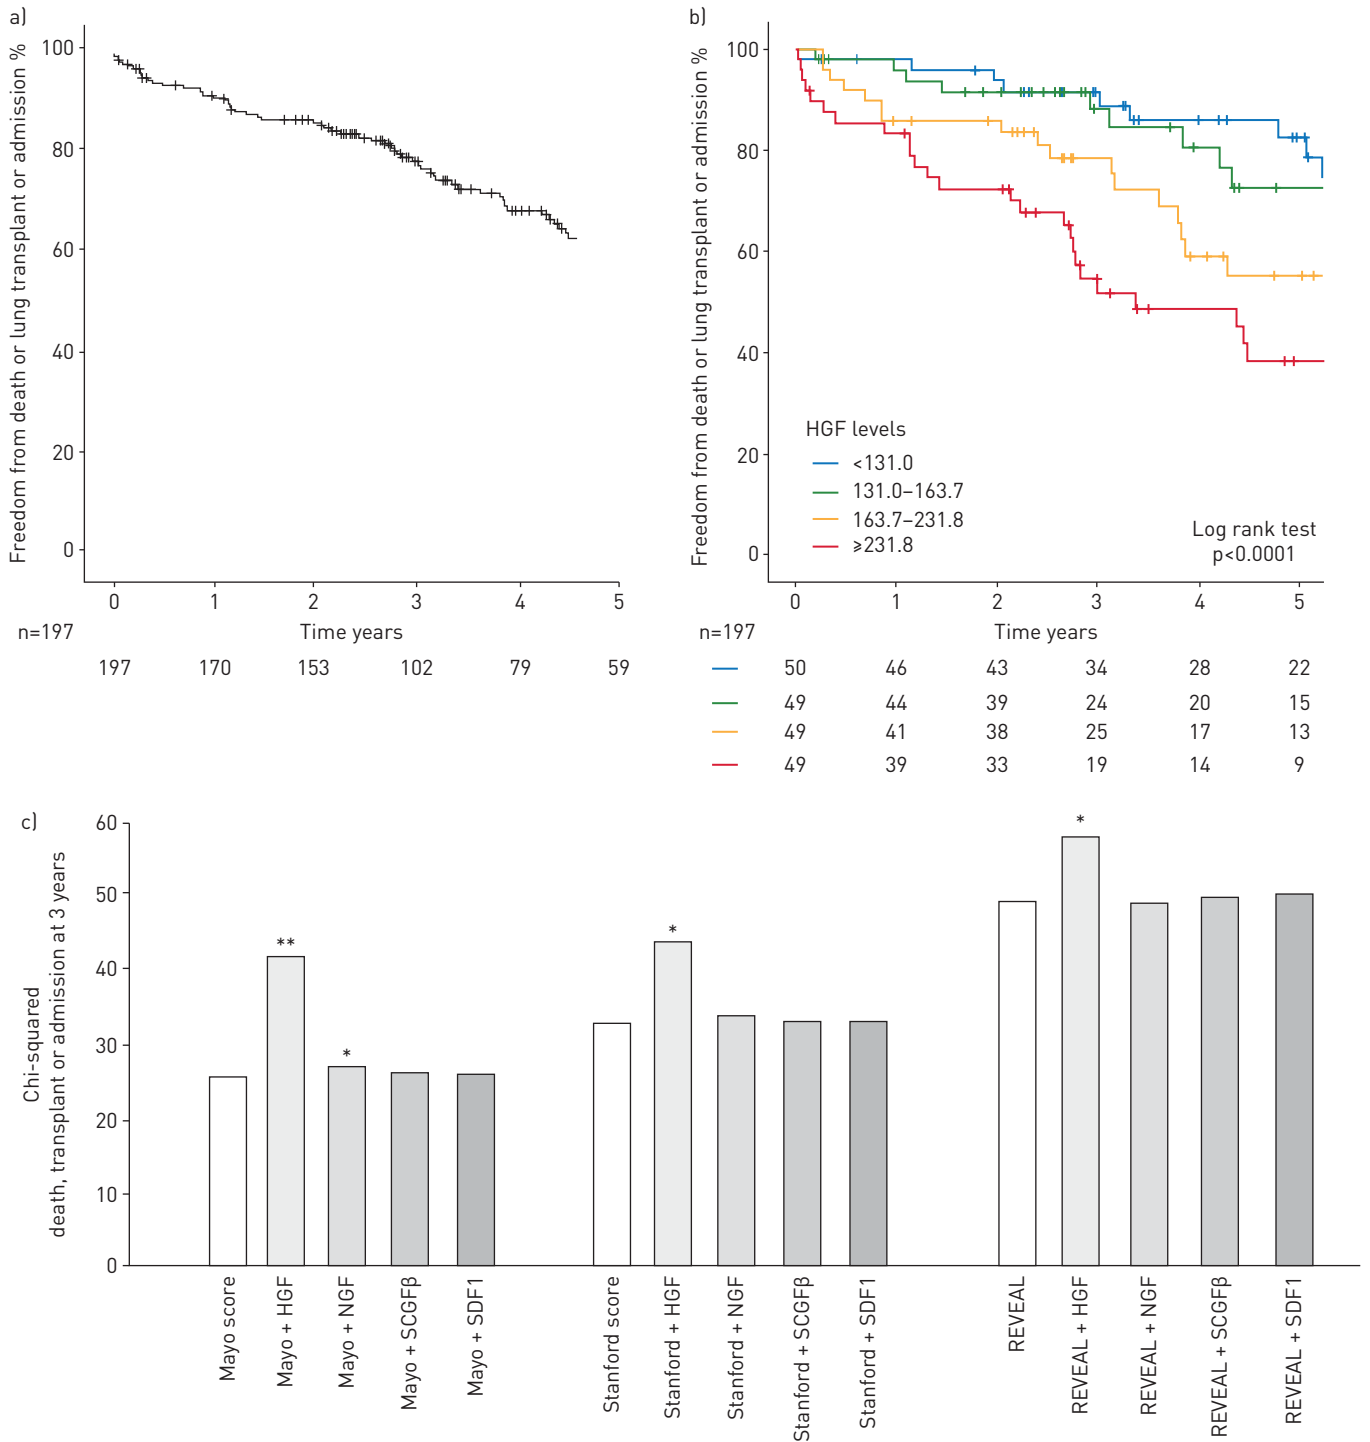 a)
Freedom from death or lung transplant or admission %
100
80
60
40
20
0
0 1 2 3 4 5
n=197 Time years
197 170 153 102 79 59
b)
Freedom from death or lung transplant or admission %
100
80
60
40
20
0
HGF levels
<131.0
131.0–163.7
163.7–231.8
⩾231.8
Log rank test
p<0.0001
0 1 2 3 4 5
n=197 Time years
50 46 43 34 28 22
49 44 39 24 20 15
49 41 38 25 17 13
49 39 33 19 14 9
c)
Chi-squared
death, transplant or admission at 3 years
60
50
40
30
20
10
0
**
*
*
*
Mayo score
Mayo + HGF
Mayo + NGF
Mayo + SCGFβ
Mayo + SDF1
Stanford score
Stanford + HGF
Stanford + NGF
Stanford + SCGFβ
Stanford + SDF1
REVEAL
REVEAL + HGF
REVEAL + NGF
REVEAL + SCGFβ
REVEAL + SDF1